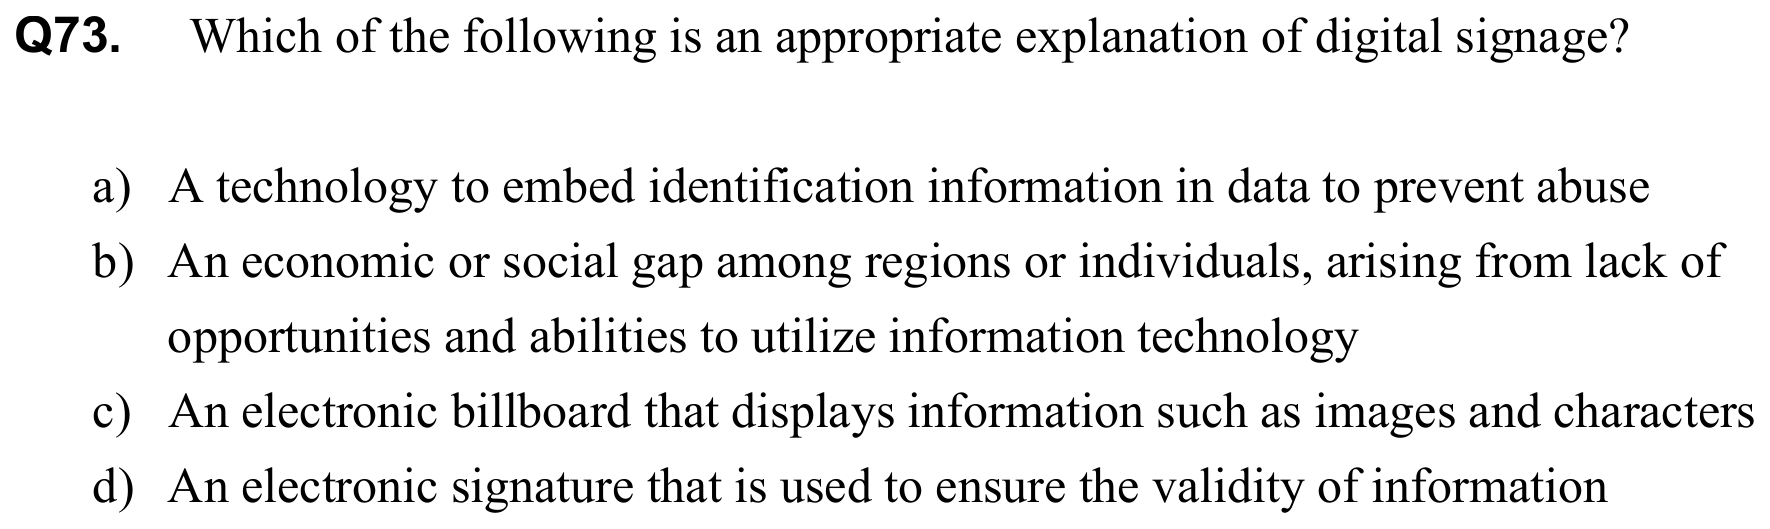 Q73. Which of the following is an appropriate explanation of digital signage?
a) A technology to embed identification information in data to prevent abuse
b) An economic or social gap among regions or individuals, arising from lack of
opportunities and abilities to utilize information technology
c) An electronic billboard that displays information such as images and characters
d) An electronic signature that is used to ensure the validity of information